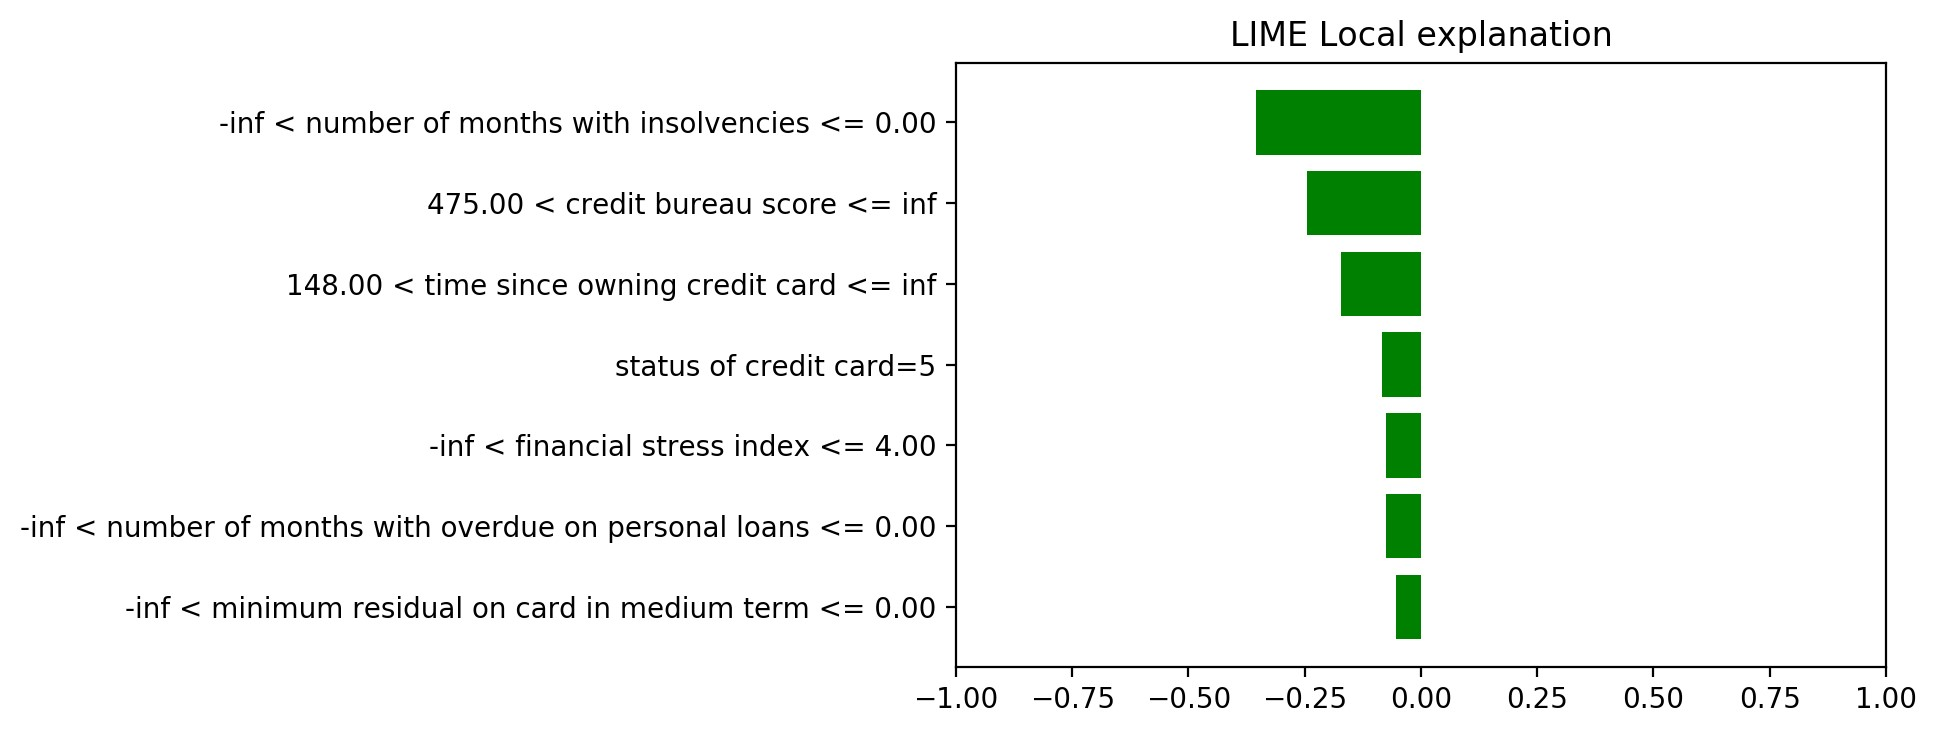 LIME Local explanation
-inf < number of months with insolvencies <= 0.00
475.00 < credit bureau score <= inf
148.00 < time since owning credit card <= inf
status of credit card=5
-inf < financial stress index <= 4.00
-inf < number of months with overdue on personal loans <= 0.00
-inf < minimum residual on card in medium term <= 0.00
−1.00 −0.75 −0.50 −0.25 0.00 0.25 0.50 0.75 1.00